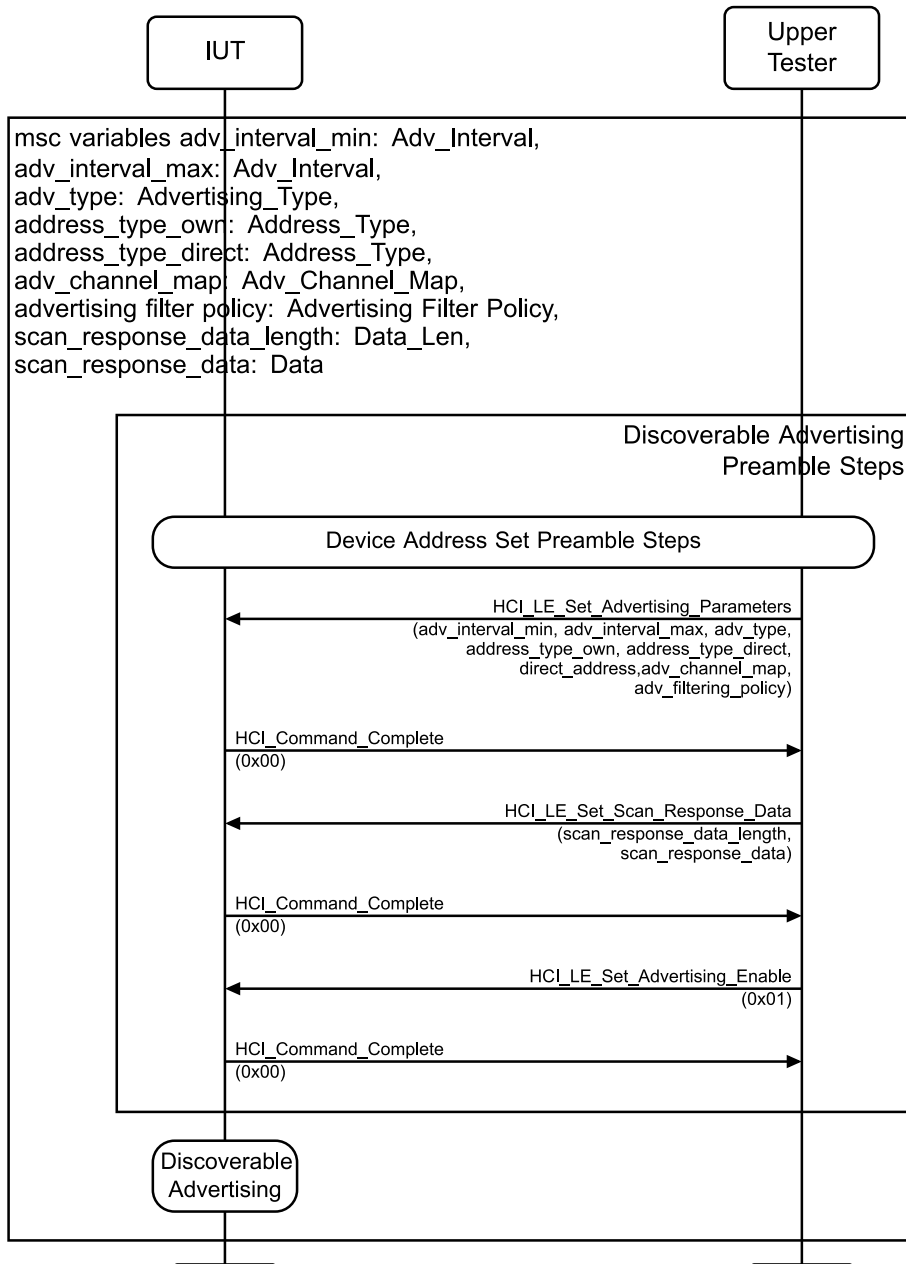 IUT
Upper
Tester
msc variables adv_interval_min: Adv_Interval,
adv_interval_max: Adv_Interval,
adv_type: Advertising_Type,
address_type_own: Address_Type,
address_type_direct: Address_Type,
adv_channel_map: Adv_Channel_Map,
advertising filter policy: Advertising Filter Policy,
scan_response_data_length: Data_Len,
scan_response_data: Data
Discoverable Advertising
Preamble Steps
Device Address Set Preamble Steps
HCI_LE_Set_Advertising_Parameters
(adv_interval_min, adv_interval_max, adv_type,
address_type_own, address_type_direct,
direct_address,adv_channel_map,
adv_filtering_policy)
HCI_Command_Complete
(0x00)
HCI_LE_Set_Scan_Response_Data
(scan_response_data_length,
scan_response_data)
HCI_Command_Complete
(0x00)
HCI_LE_Set_Advertising_Enable
(0x01)
HCI_Command_Complete
(0x00)
Discoverable
Advertising